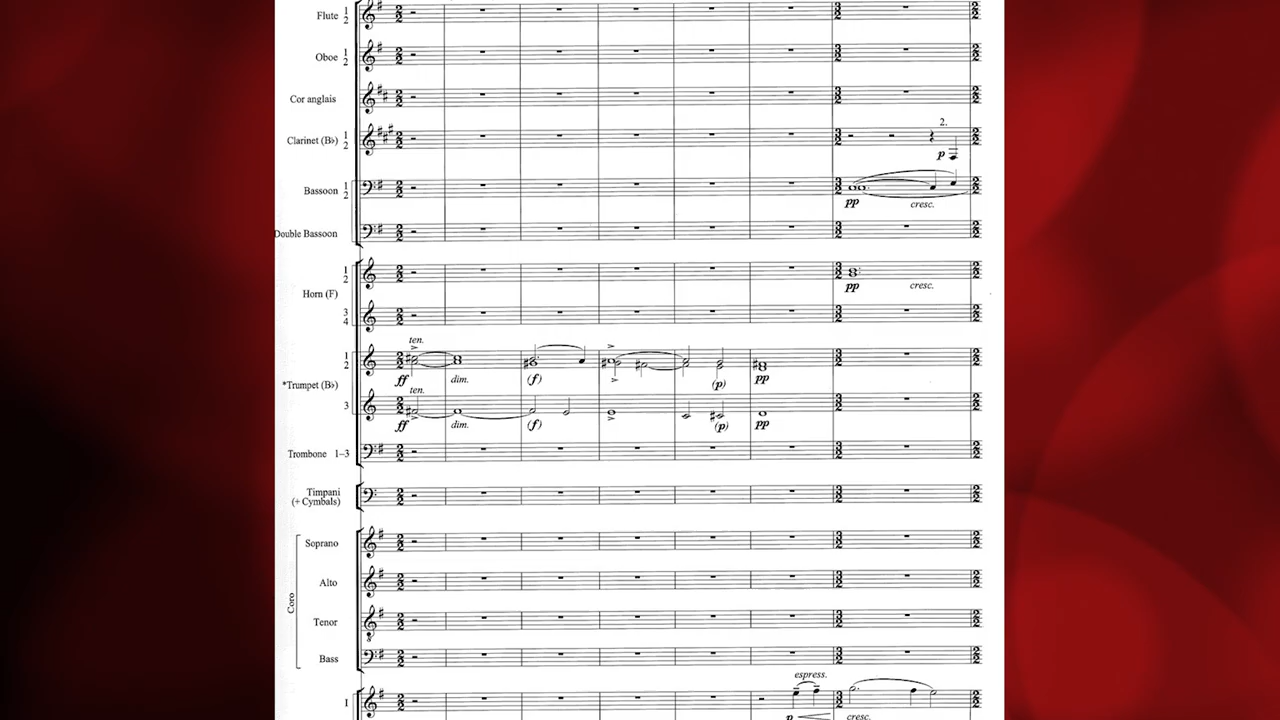 Flute 1 2
Oboe 1 2
Cor anglais
Clarinet (B♭) 1 2
2.
p
Bassoon 1 2
pp cresc.
Double Bassoon
Horn (F) 1 2
pp cresc.
3 4
ten.
*Trumpet (B♭) 1 2
ff dim. (f) (p) pp
ten.
3
ff dim. (f) (p) pp
Trombone 1–3
Timpani
(+ Cymbals)
Coro
Soprano
Alto
Tenor
Bass
espress.
I
p cresc.